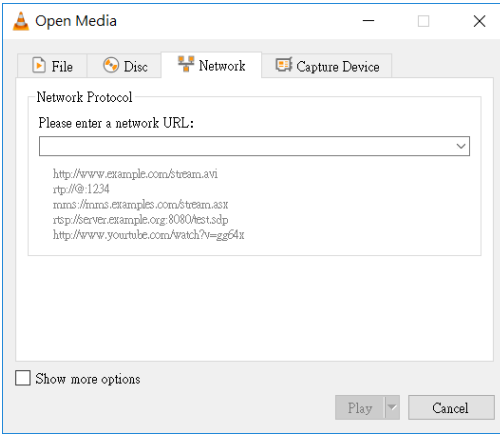 Open Media
File Disc Network Capture Device
Network Protocol
Please enter a network URL:
http://www.example.com/stream.avi
rtp://@:1234
mms://mms.examples.com/stream.asx
rtsp://server.example.org:8080/test.sdp
http://www.yourtube.com/watch?v=gg64x
Show more options
Play Cancel